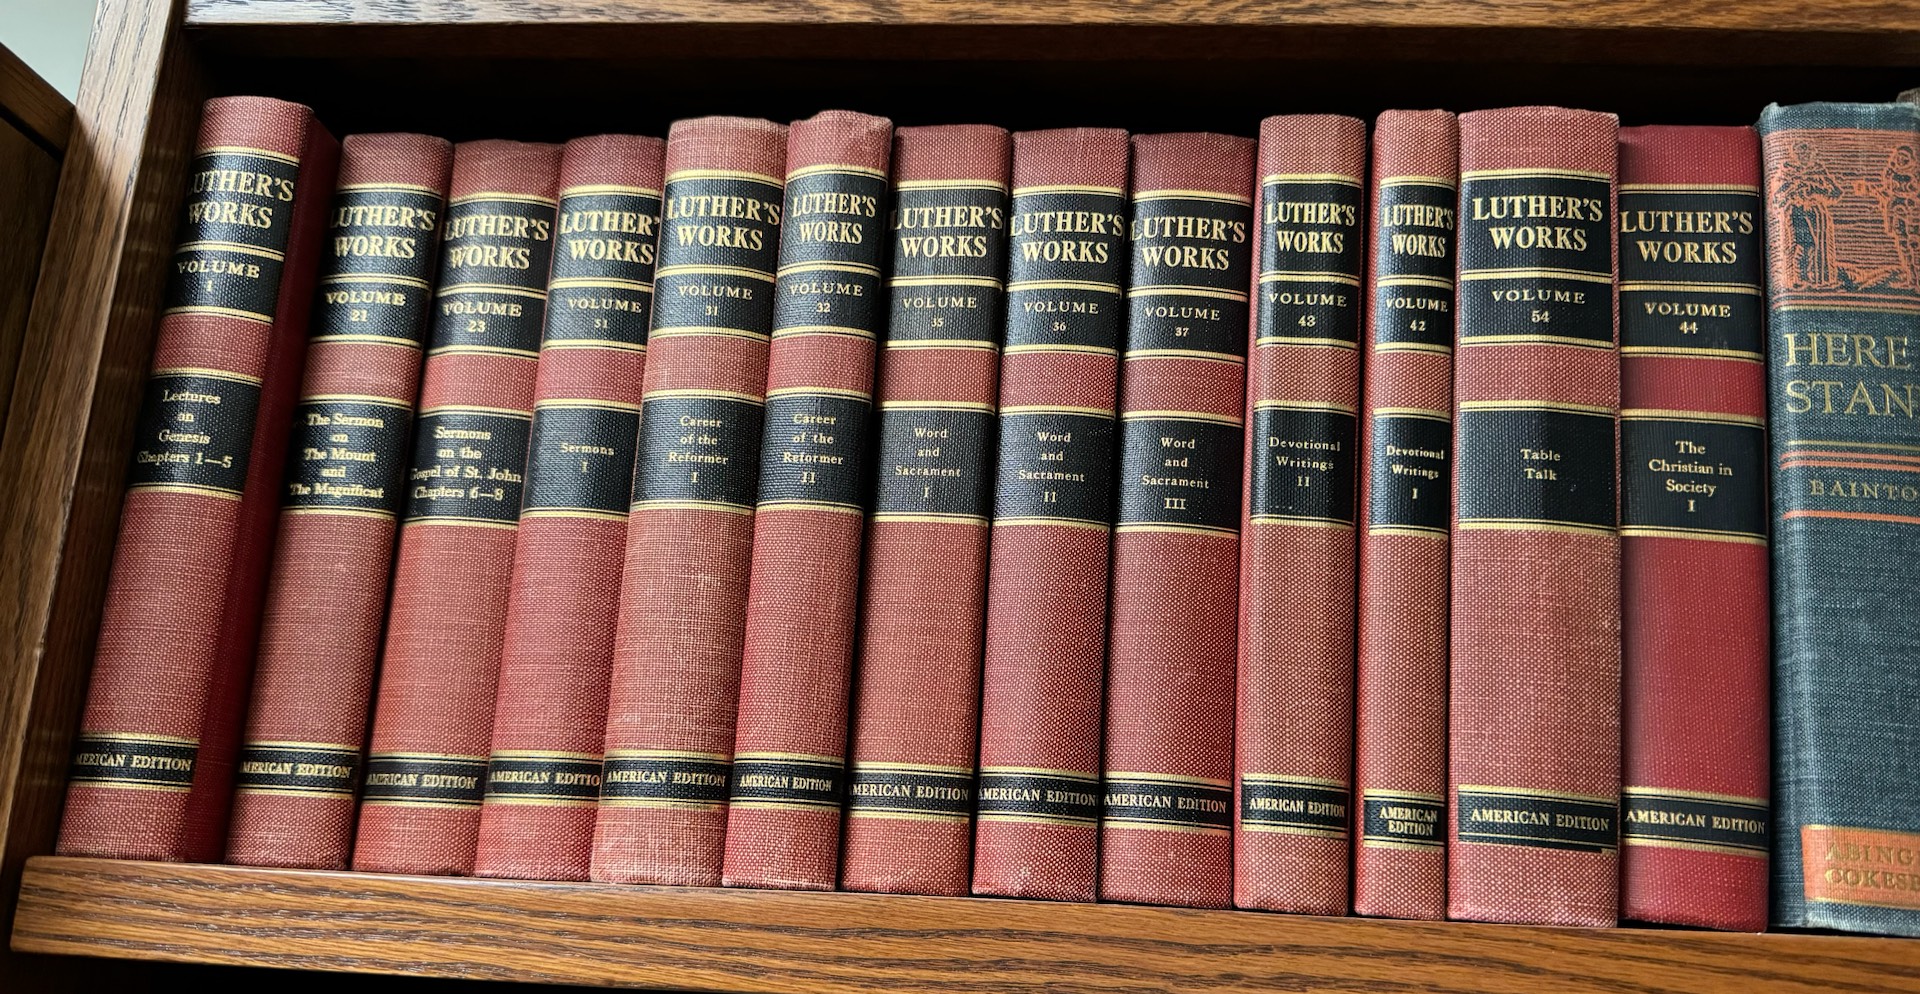 LUTHER'S
WORKS
VOLUME
1
Lectures
on
Genesis
Chapters 1—5
AMERICAN EDITION
LUTHER'S
WORKS
VOLUME
21
The Sermon
on
The Mount
and
The Magnificat
AMERICAN EDITION
LUTHER'S
WORKS
VOLUME
23
Sermons
on the
Gospel of St. John
Chapters 6—8
AMERICAN EDITION
LUTHER'S
WORKS
VOLUME
51
Sermons
I
AMERICAN EDITIO
LUTHER'S
WORKS
VOLUME
31
Career
of the
Reformer
I
AMERICAN EDITION
LUTHER'S
WORKS
VOLUME
32
Career
of the
Reformer
II
AMERICAN EDITION
LUTHER'S
WORKS
VOLUME
35
Word
and
Sacrament
I
AMERICAN EDITION
LUTHER'S
WORKS
VOLUME
36
Word
and
Sacrament
II
AMERICAN EDITION
LUTHER'S
WORKS
VOLUME
37
Word
and
Sacrament
III
AMERICAN EDITION
LUTHER'S
WORKS
VOLUME
43
Devotional
Writings
II
AMERICAN EDITION
LUTHER'S
WORKS
VOLUME
42
Devotional
Writings
I
AMERICAN
EDITION
LUTHER'S
WORKS
VOLUME
54
Table
Talk
AMERICAN EDITION
LUTHER'S
WORKS
VOLUME
44
The
Christian in
Society
I
AMERICAN EDITION
HERE
STAN
BAINTO
ABING
COKESB